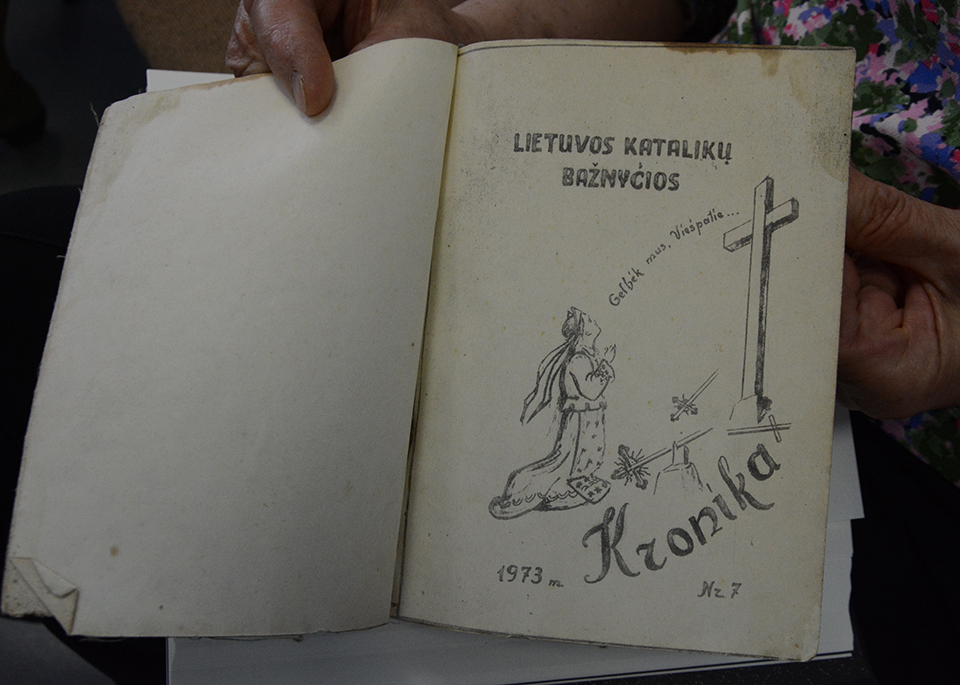 LIETUVOS KATALIKŲ
BAŽNYČIOS
Gelbėk mus, Viešpatie...
Kronika
1973 m.
Nr 7